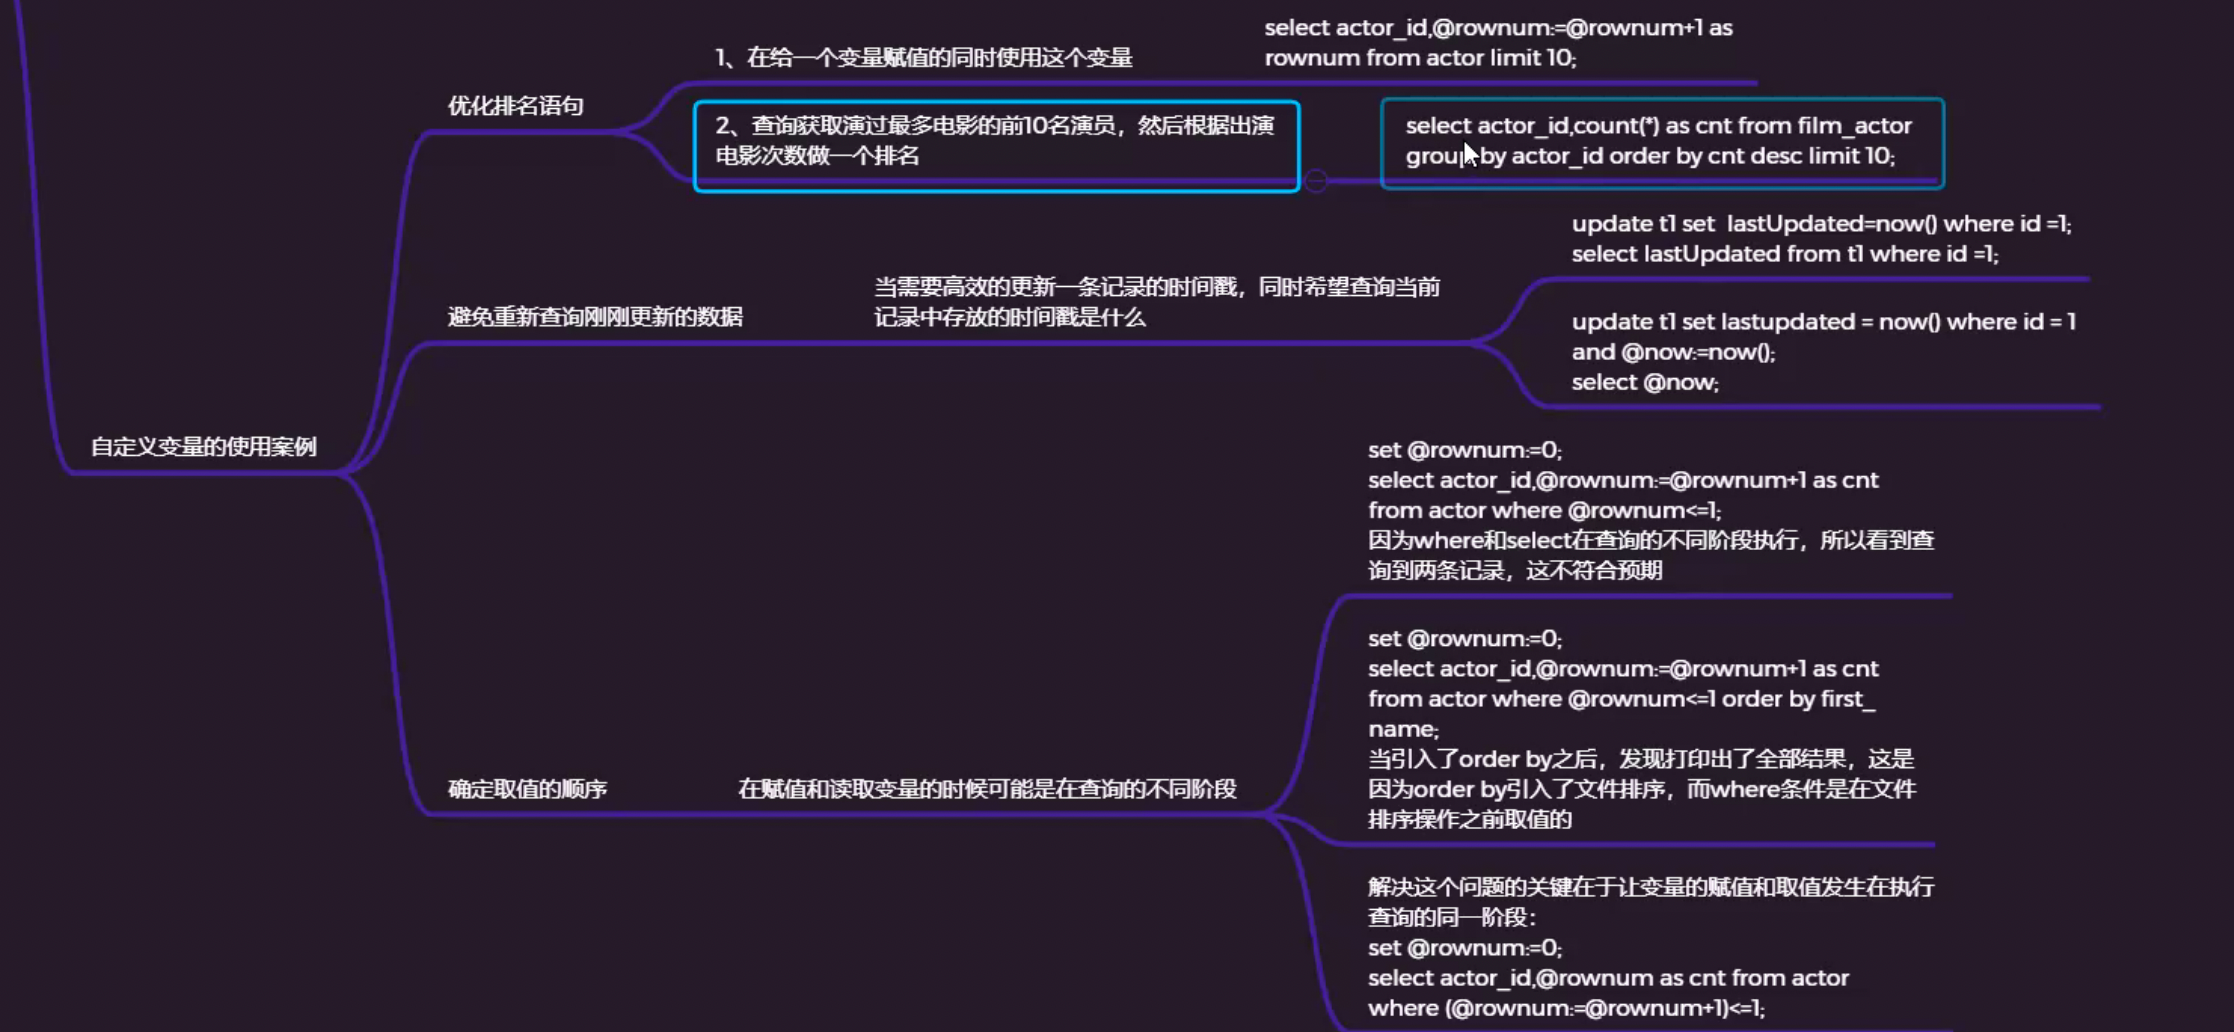 自定义变量的使用案例
优化排名语句
1、在给一个变量赋值的同时使用这个变量
select actor_id,@rownum:=@rownum+1 as
rownum from actor limit 10;
2、查询获取演过最多电影的前10名演员，然后根据出演
电影次数做一个排名
select actor_id,count(*) as cnt from film_actor
group by actor_id order by cnt desc limit 10;
避免重新查询刚刚更新的数据
当需要高效的更新一条记录的时间戳，同时希望查询当前
记录中存放的时间戳是什么
update t1 set  lastUpdated=now() where id =1;
select lastUpdated from t1 where id =1;
update t1 set lastupdated = now() where id = 1
and @now:=now();
select @now;
确定取值的顺序
在赋值和读取变量的时候可能是在查询的不同阶段
set @rownum:=0;
select actor_id,@rownum:=@rownum+1 as cnt
from actor where @rownum<=1;
因为where和select在查询的不同阶段执行，所以看到查
询到两条记录，这不符合预期
set @rownum:=0;
select actor_id,@rownum:=@rownum+1 as cnt
from actor where @rownum<=1 order by first_
name;
当引入了order by之后，发现打印出了全部结果，这是
因为order by引入了文件排序，而where条件是在文件
排序操作之前取值的
解决这个问题的关键在于让变量的赋值和取值发生在执行
查询的同一阶段：
set @rownum:=0;
select actor_id,@rownum as cnt from actor
where (@rownum:=@rownum+1)<=1;